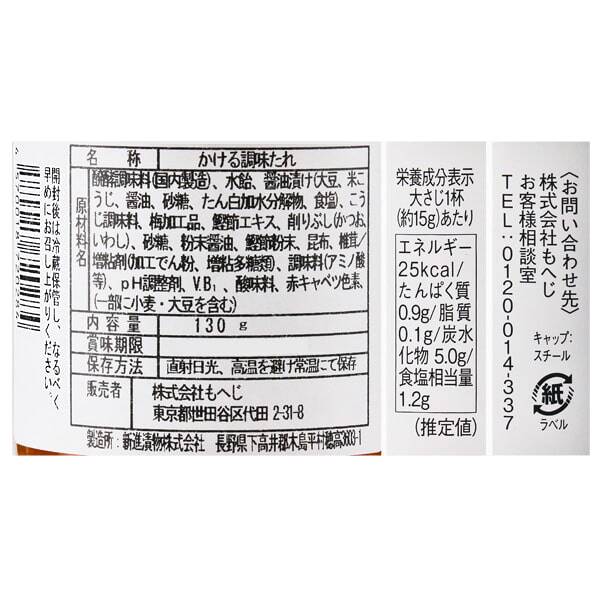 開封後は冷蔵保管し、なるべく
早めにお召し上がりください。
名称 かける調味たれ
原材料名
醗酵調味料(国内製造)、水飴、醤油漬け(大豆、米こ
うじ、醤油、砂糖、たん白加水分解物、食塩)、こう
じ調味料、梅加工品、鰹節エキス、削りぶし(かつお、
いわし)、砂糖、粉末醤油、鰹節粉末、昆布、椎茸/
増粘剤(加工でん粉、増粘多糖類)、調味料(アミノ酸
等)、pH調整剤、V.B₁、酸味料、赤キャベツ色素、
(一部に小麦・大豆を含む)
内容量 130g
賞味期限
保存方法 直射日光、高温を避け常温にて保存
販売者 株式会社もへじ
東京都世田谷区代田2-31-8
製造所:新進漬物株式会社 長野県下高井郡木島平村穂高3603-1
栄養成分表示
大さじ1杯
(約15g)あたり
エネルギー
25kcal/
たんぱく質
0.9g/脂質
0.1g/炭水
化物 5.0g/
食塩相当量
1.2g
(推定値)
〈お問い合わせ先〉
株式会社もへじ
お客様相談室
TEL:0120-014-337
キャップ:
スチール
紙
ラベル